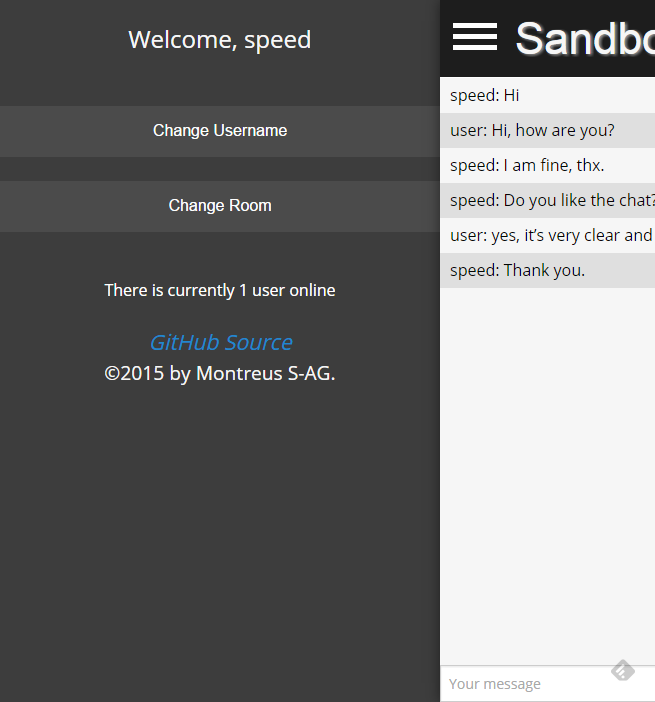 Welcome, speed
Change Username
Change Room
There is currently 1 user online
GitHub Source
©2015 by Montreus S-AG.
Sandbo
speed: Hi
user: Hi, how are you?
speed: I am fine, thx.
speed: Do you like the chat?
user: yes, it’s very clear and
speed: Thank you.
Your message